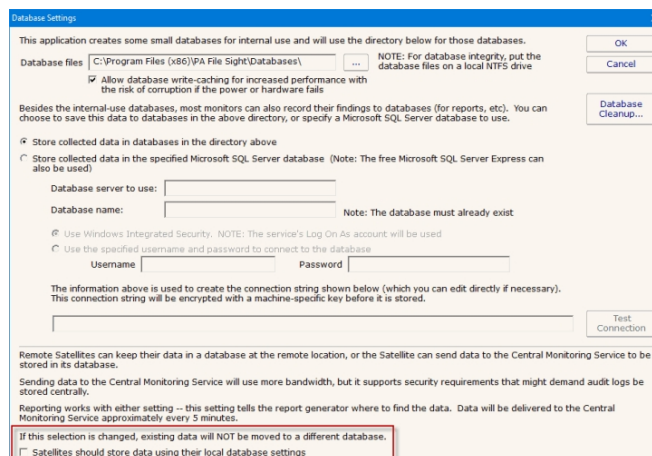 Database Settings
This application creates some small databases for internal use and will use the directory below for those databases.
OK
Database files C:\Program Files (x86)\PA File Sight\Databases\ ... NOTE: For database integrity, put the
database files on a local NTFS drive
Cancel
Allow database write-caching for increased performance with
the risk of corruption if the power or hardware fails
Besides the internal-use databases, most monitors can also record their findings to databases (for reports, etc). You can
choose to save this data to databases in the above directory, or specify a Microsoft SQL Server database to use.
Database
Cleanup...
Store collected data in databases in the directory above
Store collected data in the specified Microsoft SQL Server database (Note: The free Microsoft SQL Server Express can
also be used)
Database server to use:
Database name:
Note: The database must already exist
Use Windows Integrated Security. NOTE: The service's Log On As account will be used
Use the specified username and password to connect to the database
Username Password
The information above is used to create the connection string shown below (which you can edit directly if necessary).
This connection string will be encrypted with a machine-specific key before it is stored.
Test
Connection
Remote Satellites can keep their data in a database at the remote location, or the Satellite can send data to the Central Monitoring Service to be
stored in its database.
Sending data to the Central Monitoring Service will use more bandwidth, but it supports security requirements that might demand audit logs be
stored centrally.
Reporting works with either setting -- this setting tells the report generator where to find the data. Data will be delivered to the Central
Monitoring Service approximately every 5 minutes.
If this selection is changed, existing data will NOT be moved to a different database.
Satellites should store data using their local database settings